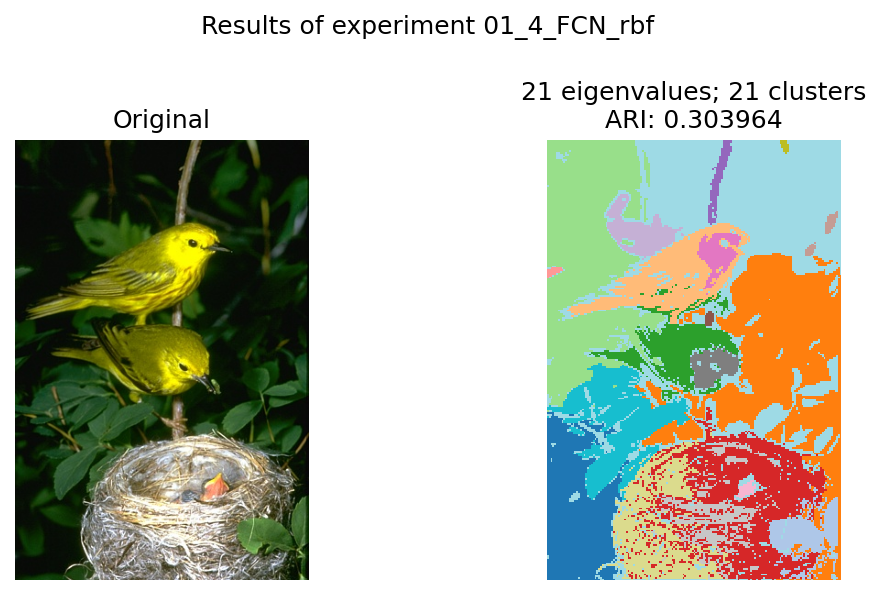 Results of experiment 01_4_FCN_rbf
Original
21 eigenvalues; 21 clusters
ARI: 0.303964